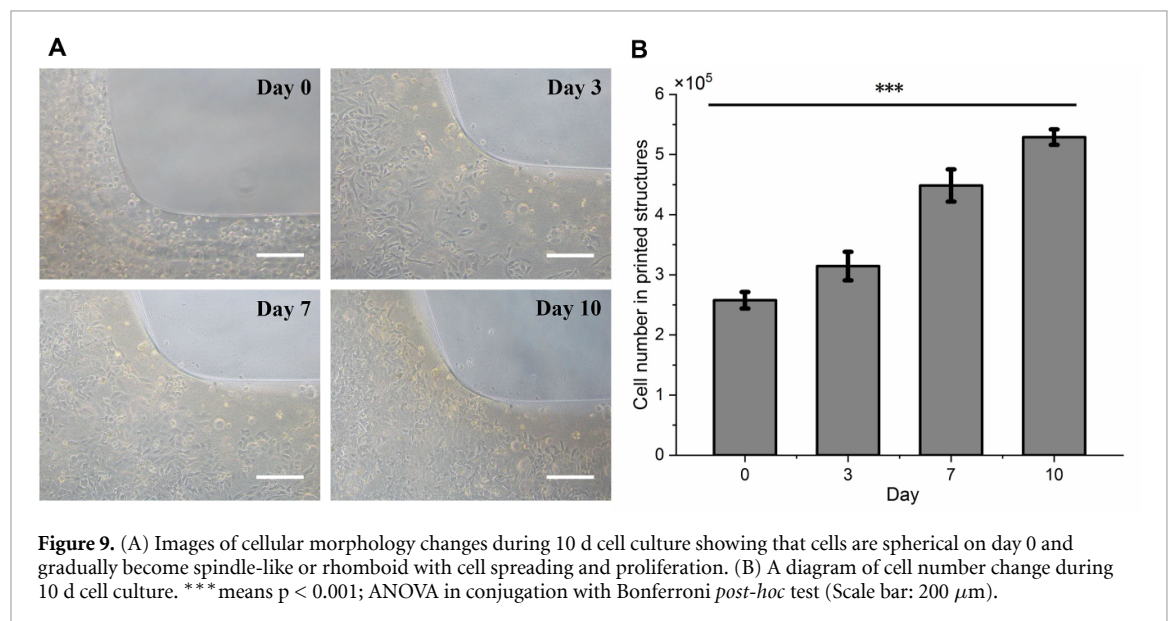 A
Day 0
Day 3
Day 7
Day 10
B
×10⁵
6
5
4
3
2
1
0
Cell number in printed structures
***
0 3 7 10
Day
Figure 9. (A) Images of cellular morphology changes during 10 d cell culture showing that cells are spherical on day 0 and
gradually become spindle-like or rhomboid with cell spreading and proliferation. (B) A diagram of cell number change during
10 d cell culture. ***means p < 0.001; ANOVA in conjugation with Bonferroni post-hoc test (Scale bar: 200 μm).